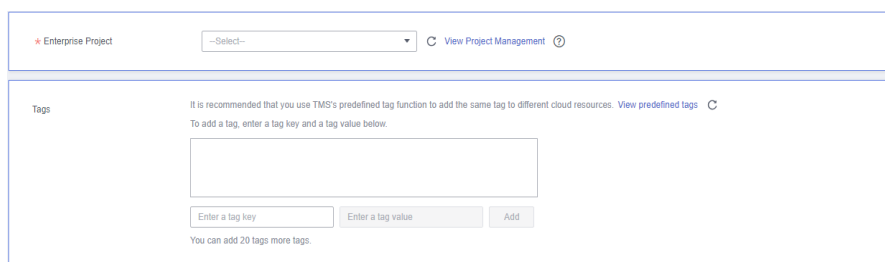 * Enterprise Project --Select-- View Project Management ?
Tags It is recommended that you use TMS's predefined tag function to add the same tag to different cloud resources. View predefined tags
To add a tag, enter a tag key and a tag value below.
Enter a tag key Enter a tag value Add
You can add 20 tags more tags.